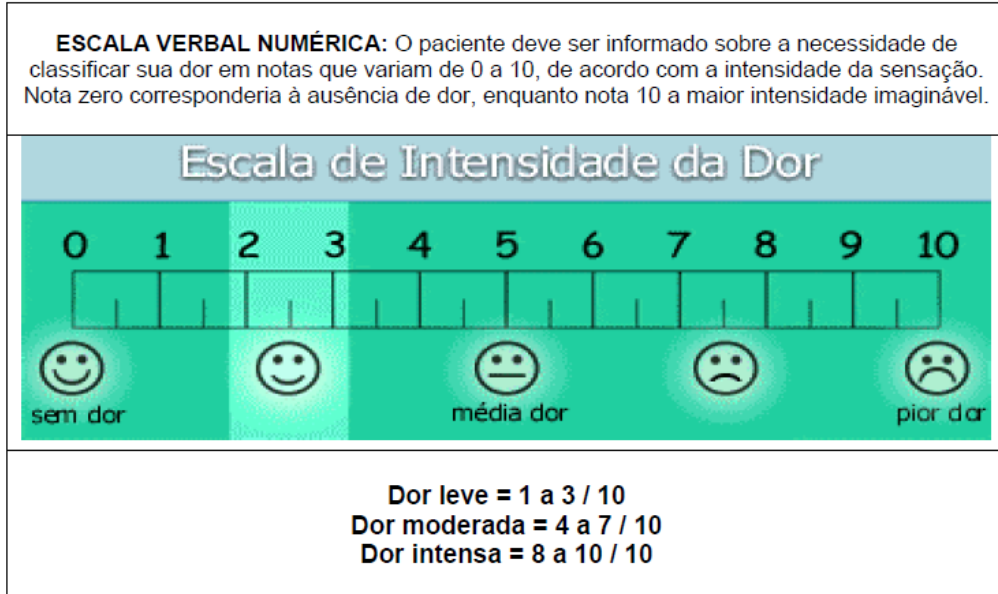 ESCALA VERBAL NUMÉRICA: O paciente deve ser informado sobre a necessidade de
classificar sua dor em notas que variam de 0 a 10, de acordo com a intensidade da sensação.
Nota zero corresponderia à ausência de dor, enquanto nota 10 a maior intensidade imaginável.
Escala de Intensidade da Dor
0 1 2 3 4 5 6 7 8 9 10
sem dor média dor pior dor
Dor leve = 1 a 3 / 10
Dor moderada = 4 a 7 / 10
Dor intensa = 8 a 10 / 10